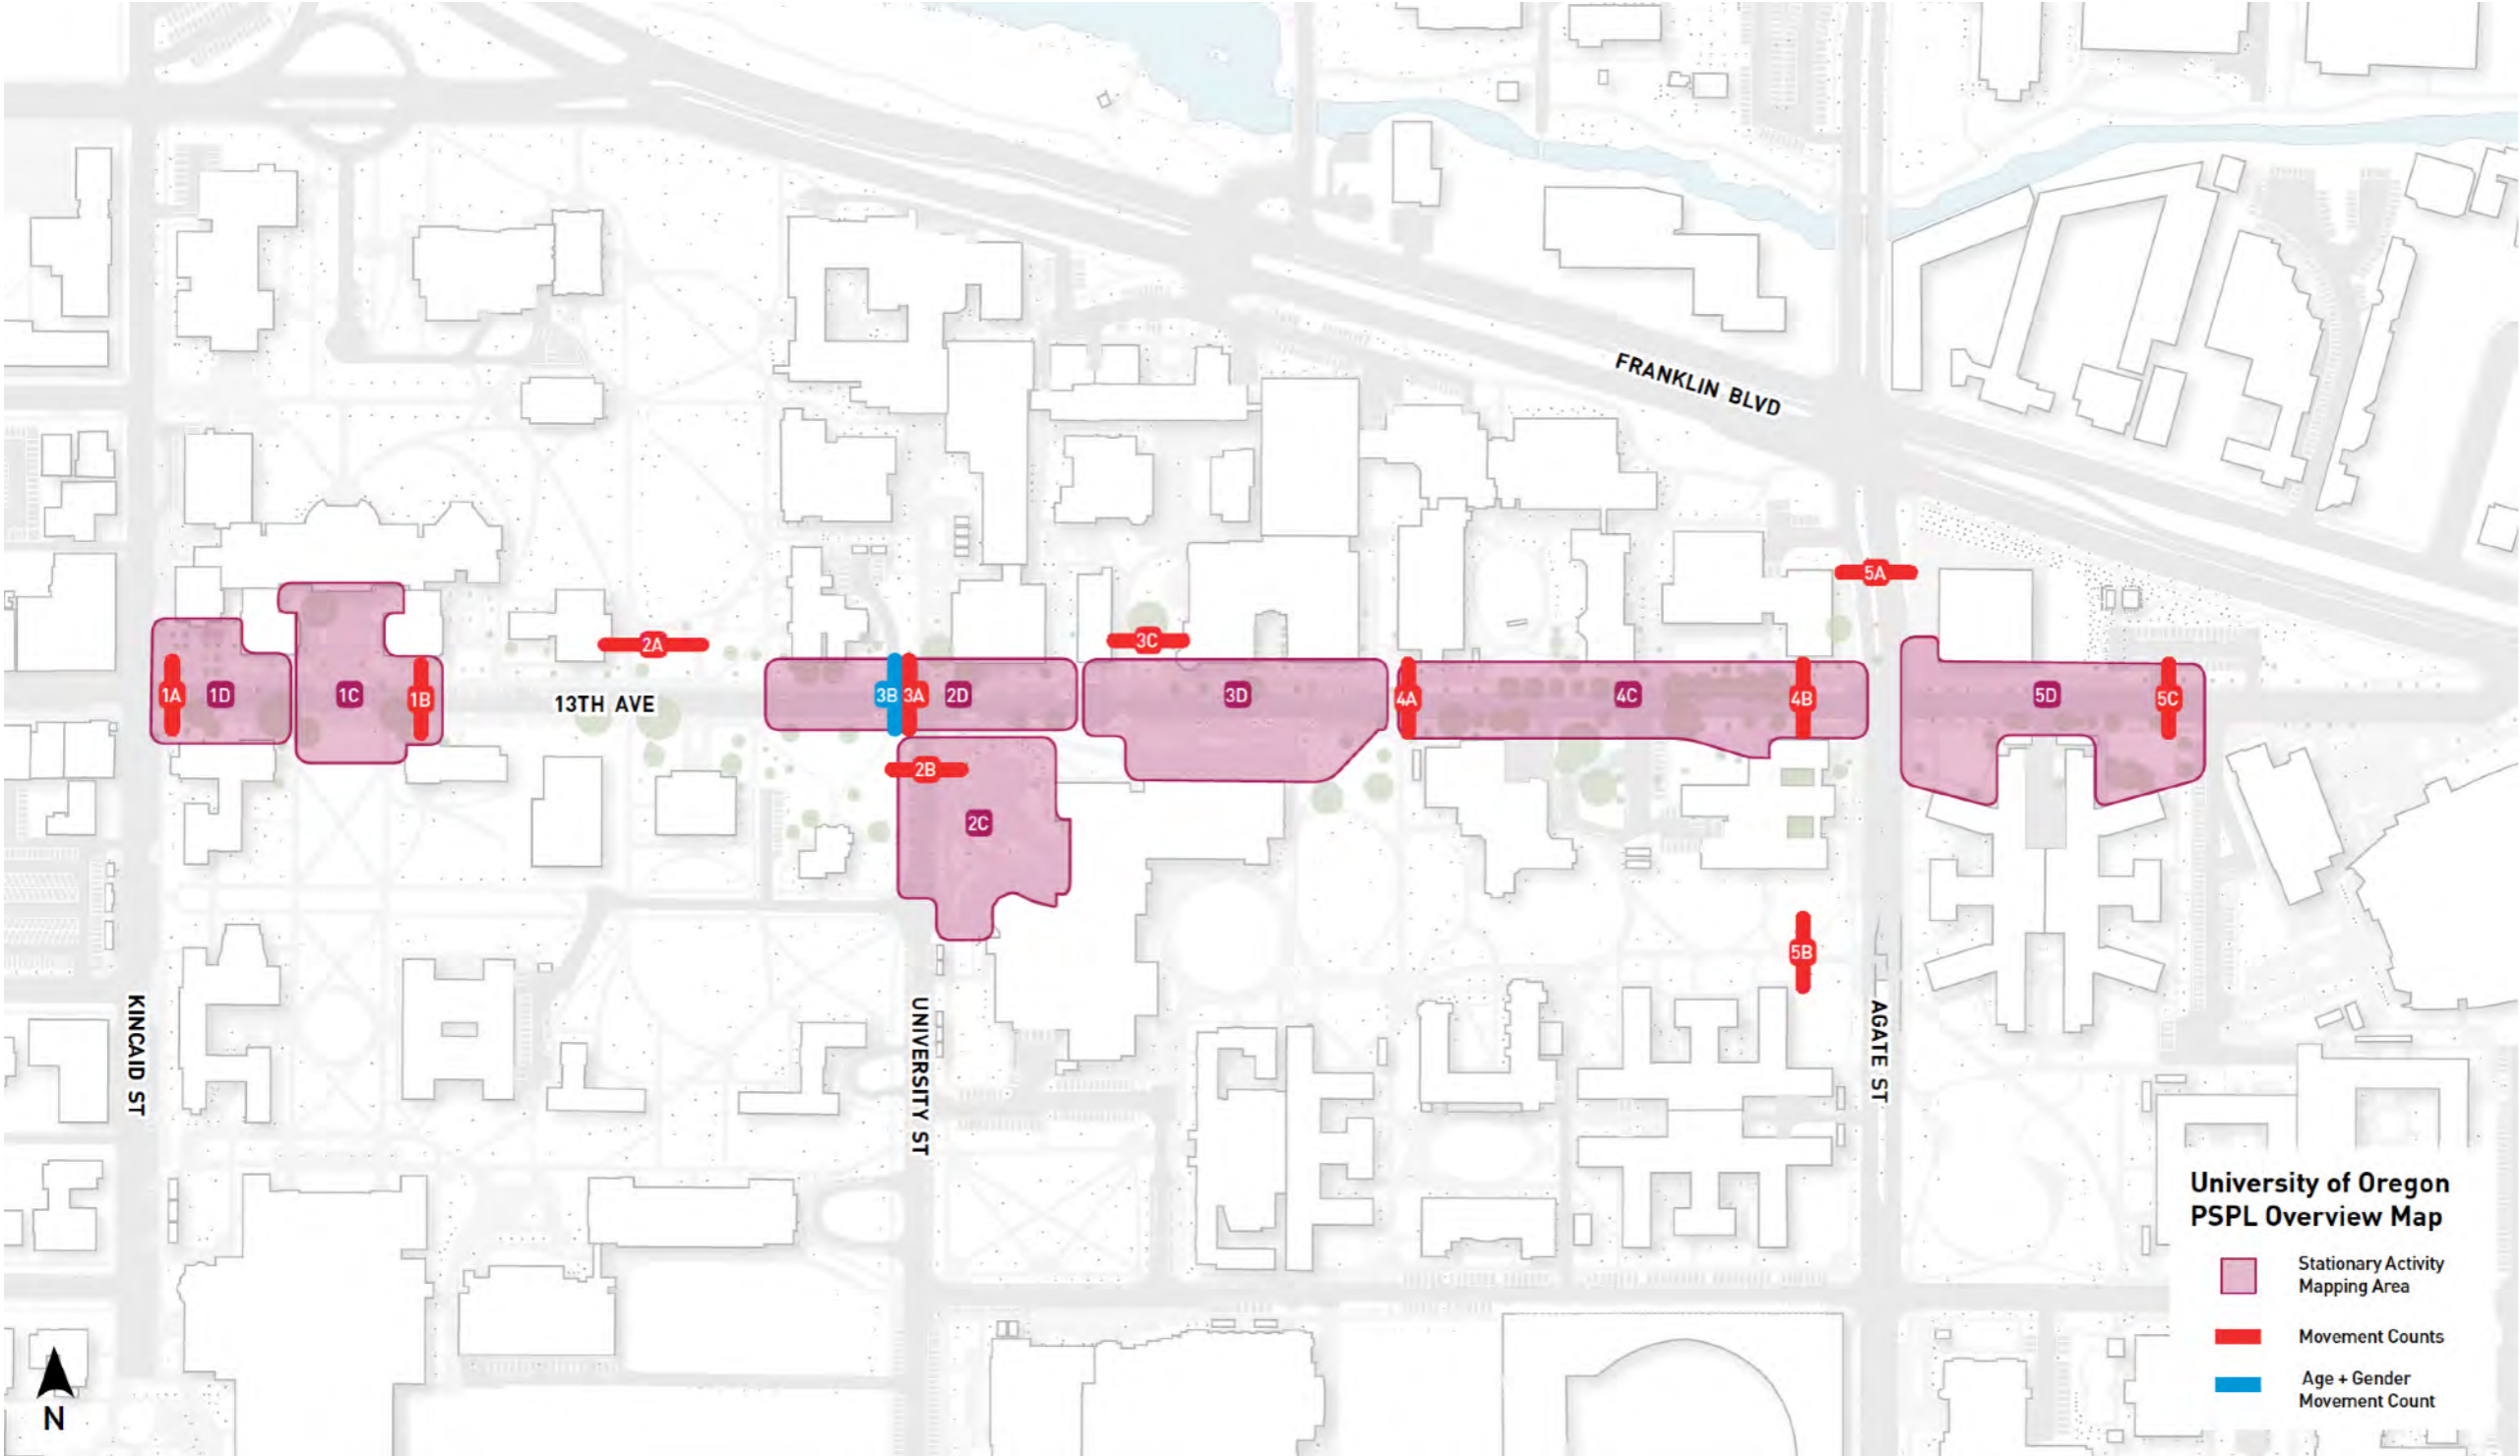 FRANKLIN BLVD
5A
2A
3C
1A
1D
1C
1B
13TH AVE
3B
3A
2D
3D
4A
4C
4B
5D
5C
2B
2C
5B
KINCAID ST
UNIVERSITY ST
AGATE ST
University of Oregon
PSPL Overview Map
Stationary Activity
Mapping Area
Movement Counts
Age + Gender
Movement Count
N